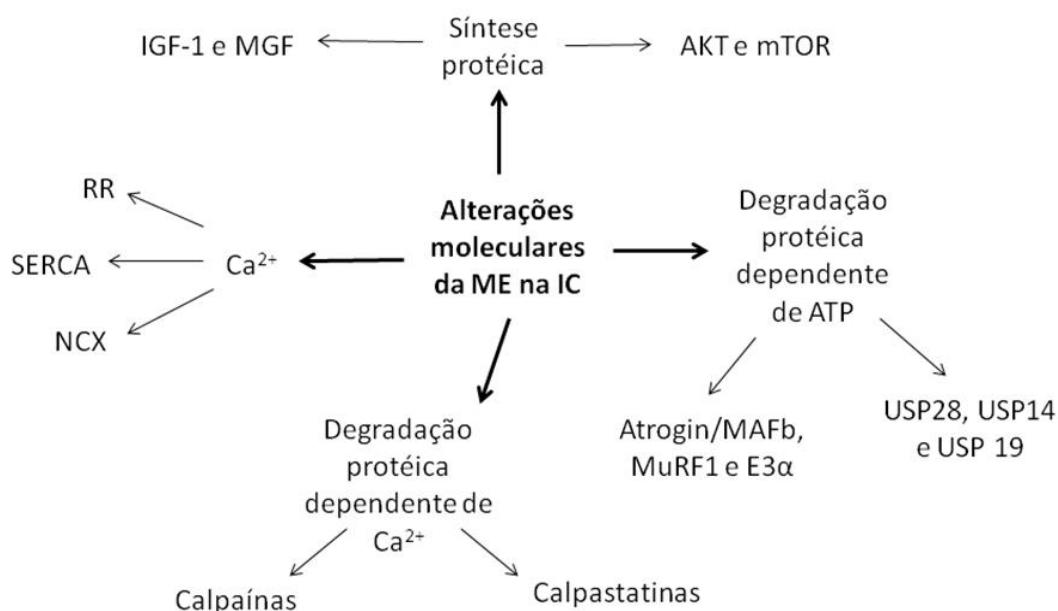 IGF-1 e MGF
Síntese
protéica
AKT e mTOR
RR
SERCA
NCX
Ca²⁺
Alterações
moleculares
da ME na IC
Degradação
protéica
dependente
de ATP
Atrogin/MAFb,
MuRF1 e E3α
USP28, USP14
e USP 19
Degradação
protéica
dependente de
Ca²⁺
Calpaínas
Calpastatinas